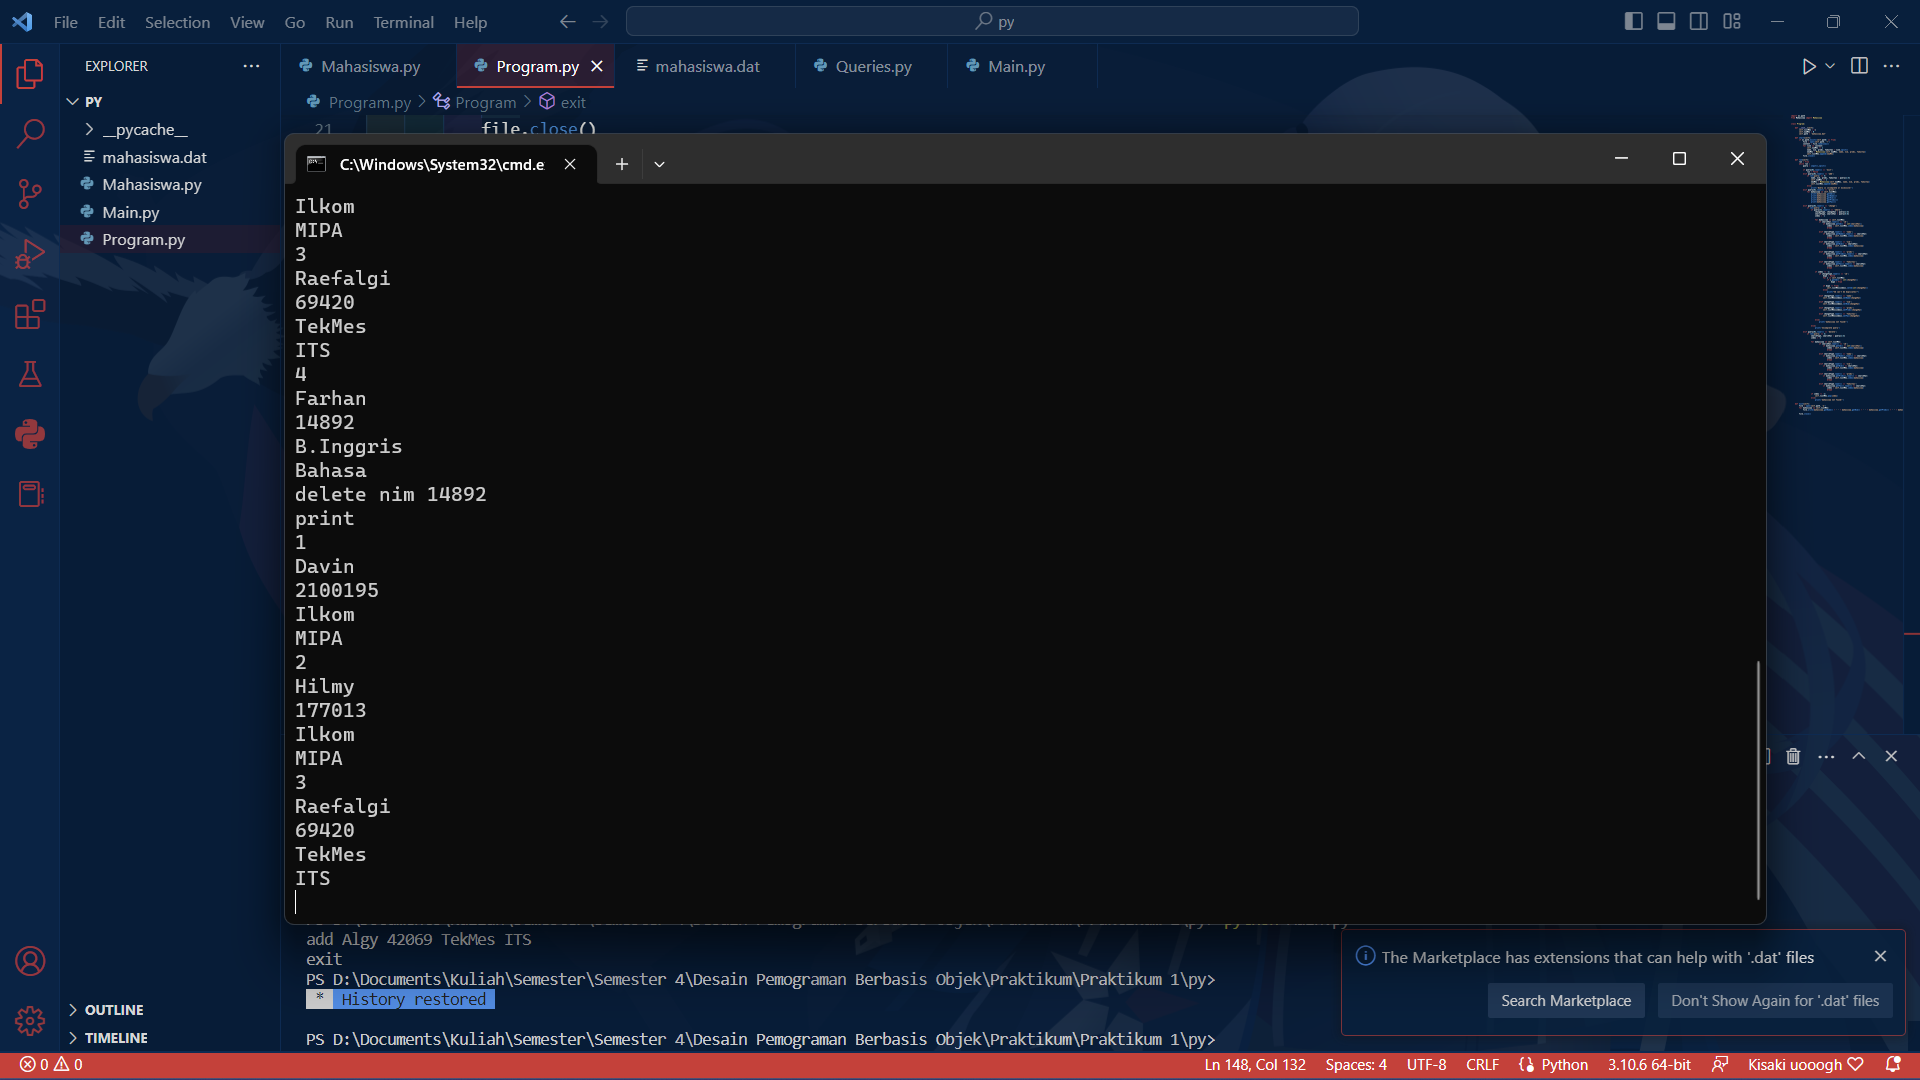 File Edit Selection View Go Run Terminal Help
py
EXPLORER
PY
__pycache__
mahasiswa.dat
Mahasiswa.py
Main.py
Program.py
OUTLINE
TIMELINE
Mahasiswa.py Program.py mahasiswa.dat Queries.py Main.py
Program.py > Program > exit
21 file.close()
C:\Windows\System32\cmd.e
Ilkom
MIPA
3
Raefalgi
69420
TekMes
ITS
4
Farhan
14892
B.Inggris
Bahasa
delete nim 14892
print
1
Davin
2100195
Ilkom
MIPA
2
Hilmy
177013
Ilkom
MIPA
3
Raefalgi
69420
TekMes
ITS
add Algy 42069 TekMes ITS
exit
PS D:\Documents\Kuliah\Semester\Semester 4\Desain Pemograman Berbasis Objek\Praktikum\Praktikum 1\py>
* History restored
PS D:\Documents\Kuliah\Semester\Semester 4\Desain Pemograman Berbasis Objek\Praktikum\Praktikum 1\py>
The Marketplace has extensions that can help with '.dat' files
Search Marketplace
Don't Show Again for '.dat' files
0 0
Ln 148, Col 132 Spaces: 4 UTF-8 CRLF Python 3.10.6 64-bit Kisaki uooogh♡